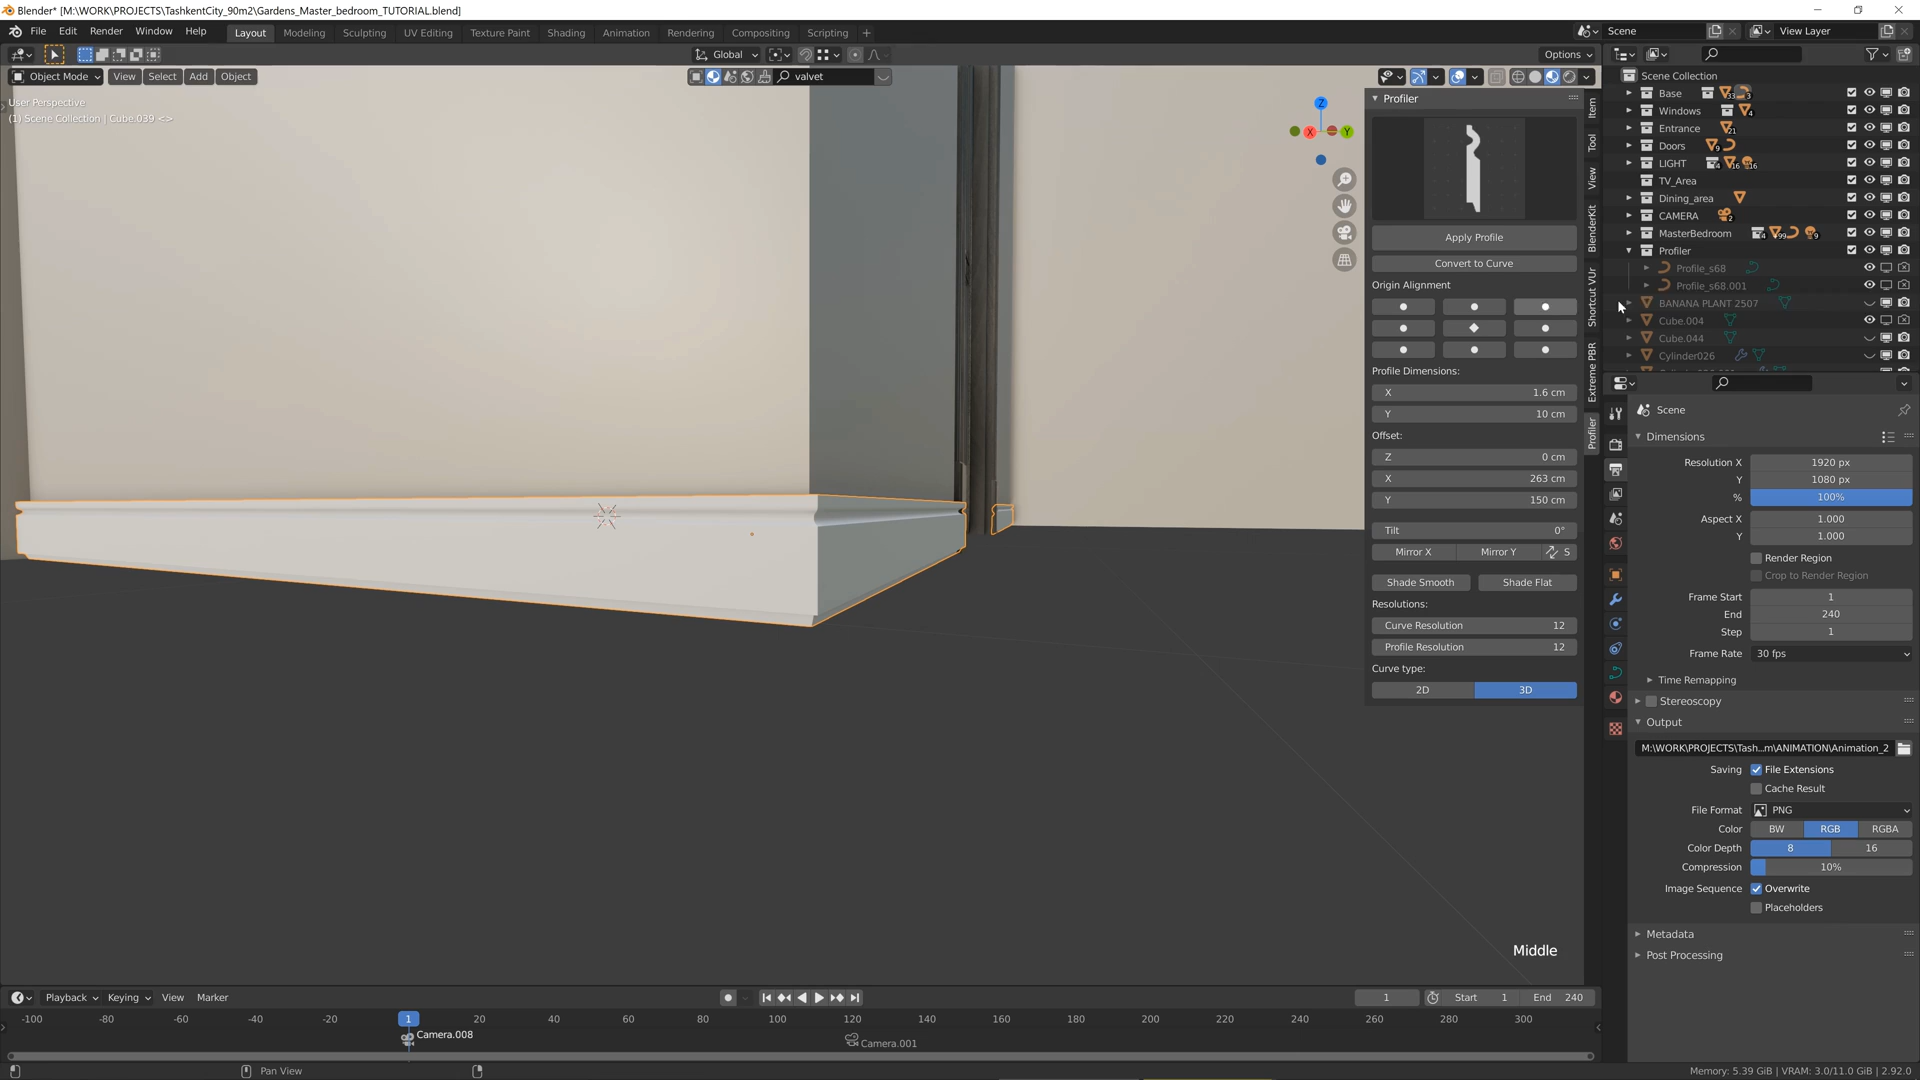 Blender* [M:\WORK\PROJECTS\TashkentCity_90m2\Gardens_Master_bedroom_TUTORIAL.blend]
File Edit Render Window Help Layout Modeling Sculpting UV Editing Texture Paint Shading Animation Rendering Compositing Scripting + Scene View Layer
Global Options
Object Mode View Select Add Object valvet
User Perspective
(1) Scene Collection | Cube.039 <>
Z
X
Y
Profiler
Apply Profile
Convert to Curve
Origin Alignment
Profile Dimensions:
X 1.6 cm
Y 10 cm
Offset:
Z 0 cm
X 263 cm
Y 150 cm
Tilt 0°
Mirror X Mirror Y S
Shade Smooth Shade Flat
Resolutions:
Curve Resolution 12
Profile Resolution 12
Curve type:
2D 3D
Item
Tool
View
BlenderKit
Shortcut VUr
Extreme PBR
Profiler
Scene Collection
Base 33 3
Windows 4
Entrance 21
Doors 9
LIGHT 4 16 16
TV_Area
Dining_area
CAMERA 2
MasterBedroom 4 99 9
Profiler
Profile_s68
Profile_s68.001
BANANA PLANT 2507
Cube.004
Cube.044
Cylinder026
Scene
Dimensions
Resolution X 1920 px
Y 1080 px
% 100%
Aspect X 1.000
Y 1.000
Render Region
Crop to Render Region
Frame Start 1
End 240
Step 1
Frame Rate 30 fps
Time Remapping
Stereoscopy
Output
M:\WORK\PROJECTS\Tash...m\ANIMATION\Animation_2
Saving File Extensions
Cache Result
File Format PNG
Color BW RGB RGBA
Color Depth 8 16
Compression 10%
Image Sequence Overwrite
Placeholders
Metadata
Post Processing
Middle
Playback Keying View Marker 1 Start 1 End 240
-100 -80 -60 -40 -20 1 20 40 60 80 100 120 140 160 180 200 220 240 260 280 300
Camera.008
Camera.001
Pan View Memory: 5.39 GiB | VRAM: 3.0/11.0 GiB | 2.92.0